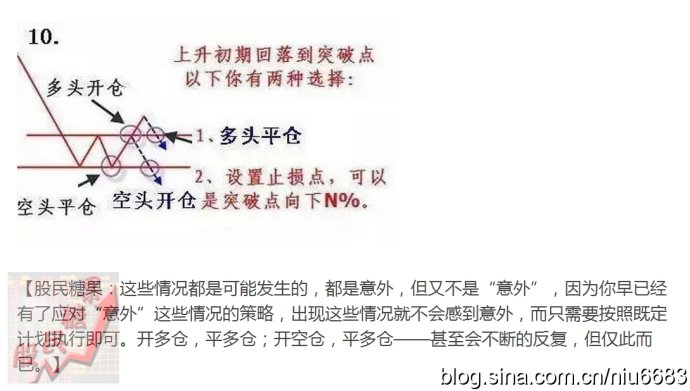 10.
上升初期回落到突破点
以下你有两种选择:
多头开仓
1、多头平仓
2、设置止损点，可以
空头平仓
空头开仓
是突破点向下N%。
【股民糖果：这些情况都是可能发生的，都是意外，但又不是“意外”，因为你早已经
有了应对“意外”这些情况的策略，出现这些情况就不会感到意外，而只需要按照既定
计划执行即可。开多仓，平多仓；开空仓，平多仓——甚至会不断的反复，但仅此而
已。】
股民糖果
blog.sina.com.cn/niu6683